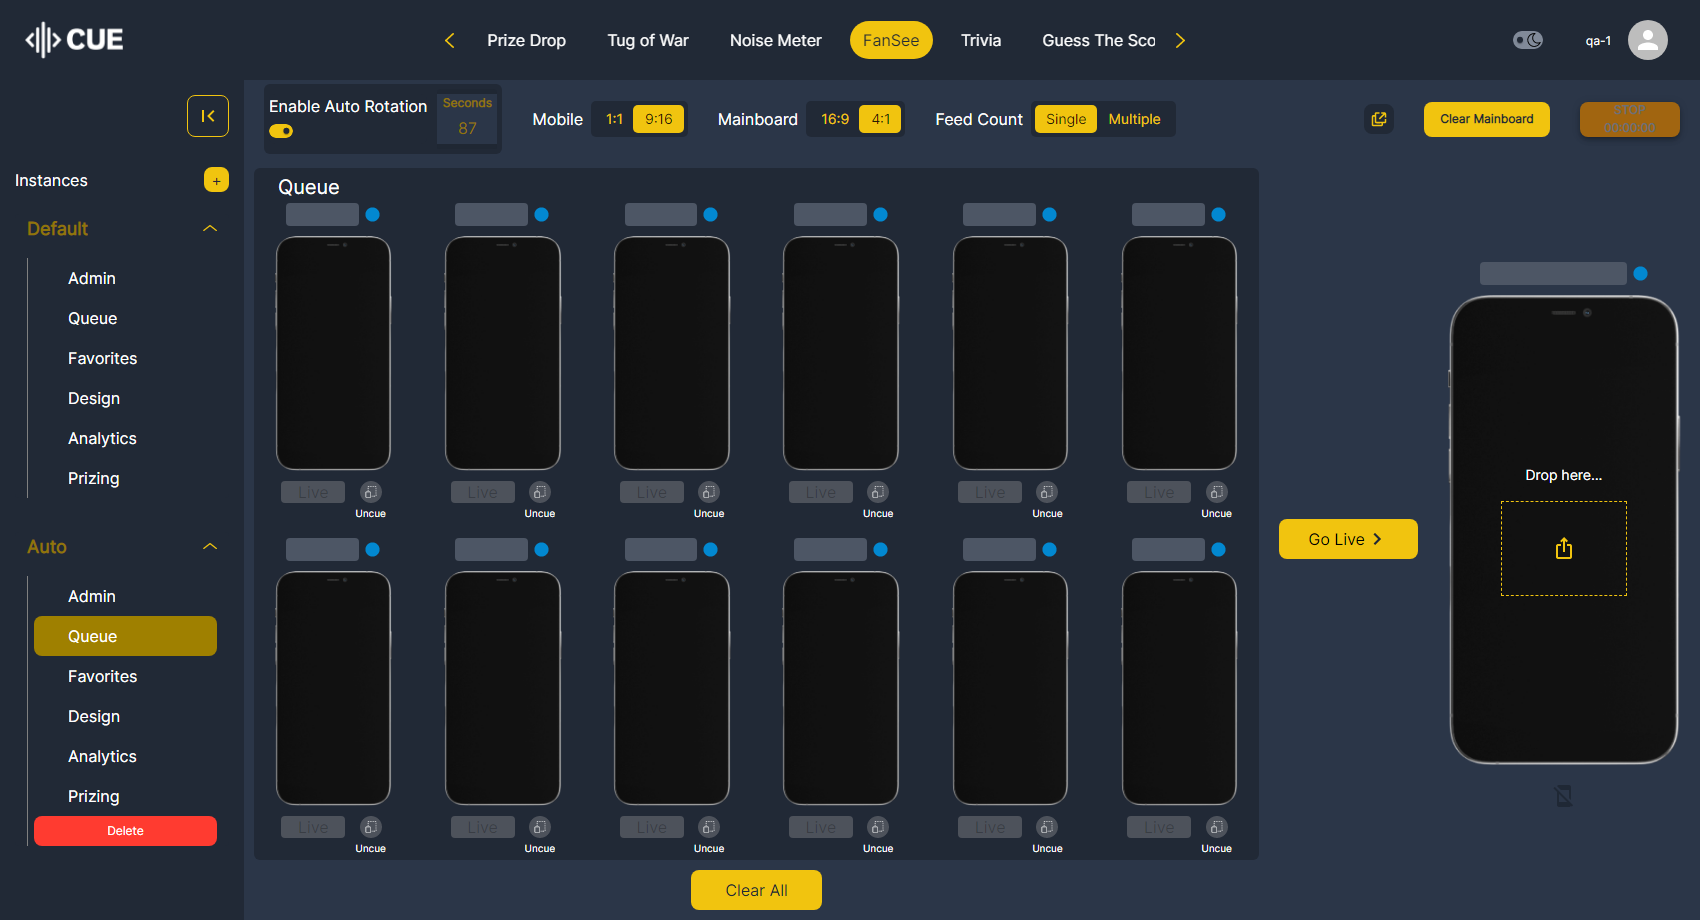 CUE
Prize Drop
Tug of War
Noise Meter
FanSee
Trivia
Guess The Sco
qa-1
Enable Auto Rotation
Seconds
87
Mobile
1:1
9:16
Mainboard
16:9
4:1
Feed Count
Single
Multiple
Clear Mainboard
STOP
00:00:00
Instances
+
Default
Admin
Queue
Favorites
Design
Analytics
Prizing
Auto
Admin
Queue
Favorites
Design
Analytics
Prizing
Delete
Queue
Live
Uncue
Live
Uncue
Live
Uncue
Live
Uncue
Live
Uncue
Live
Uncue
Live
Uncue
Live
Uncue
Live
Uncue
Live
Uncue
Live
Uncue
Live
Uncue
Clear All
Go Live
Drop here...